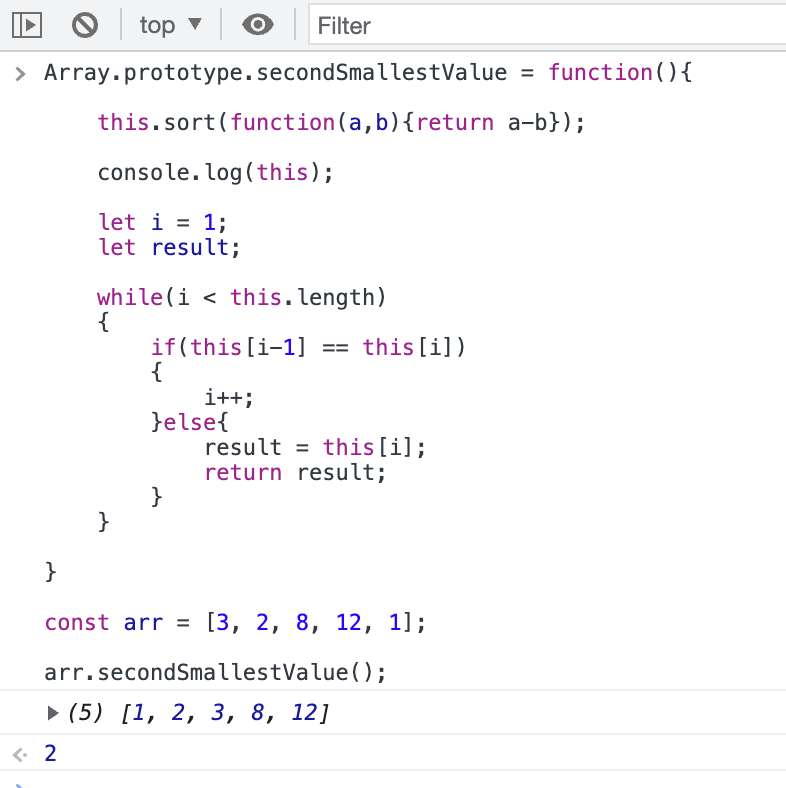 top ▼ Filter
> Array.prototype.secondSmallestValue = function(){
this.sort(function(a,b){return a-b});
console.log(this);
let i = 1;
let result;
while(i < this.length)
{
if(this[i-1] == this[i])
{
i++;
}else{
result = this[i];
return result;
}
}
}
const arr = [3, 2, 8, 12, 1];
arr.secondSmallestValue();
▶ (5) [1, 2, 3, 8, 12]
2